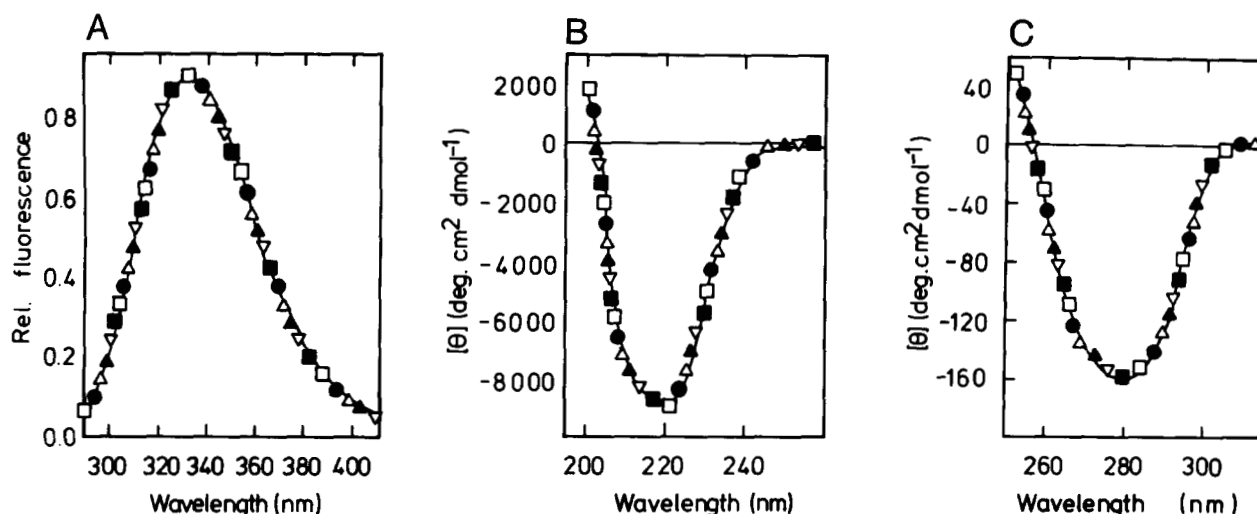 A
Rel. fluorescence
0.8
0.6
0.4
0.2
0.0
300 320 340 360 380 400
Wavelength (nm)
B
[θ] (deg. cm² dmol⁻¹)
2000
0
-2000
-4000
-6000
-8000
200 220 240
Wavelength (nm)
C
[θ] (deg. cm² dmol⁻¹)
40
0
-40
-80
-120
-160
260 280 300
Wavelength (nm)